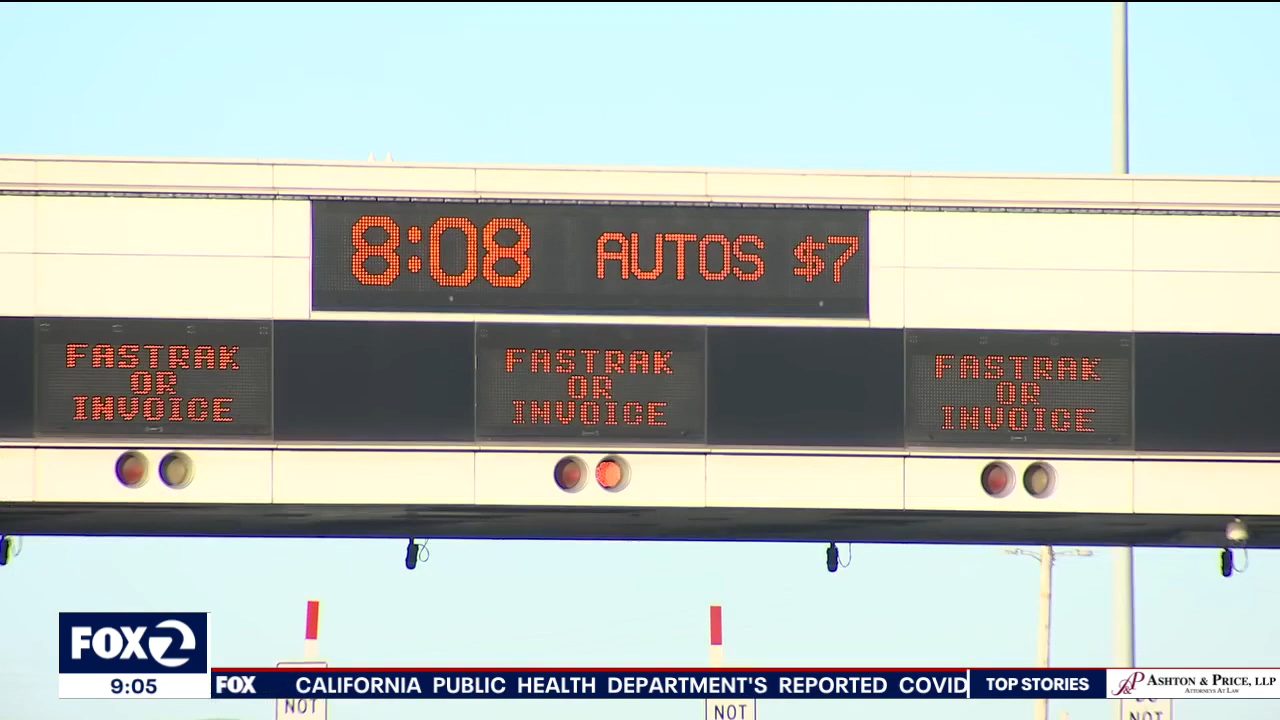 8:08 AUTOS $7
FASTRAK
OR
INVOICE
FASTRAK
OR
INVOICE
FASTRAK
OR
INVOICE
FOX 2
9:05
FOX CALIFORNIA PUBLIC HEALTH DEPARTMENT'S REPORTED COVID
TOP STORIES
ASHTON & PRICE, LLP
ATTORNEYS AT LAW
NOT
NOT
NOT